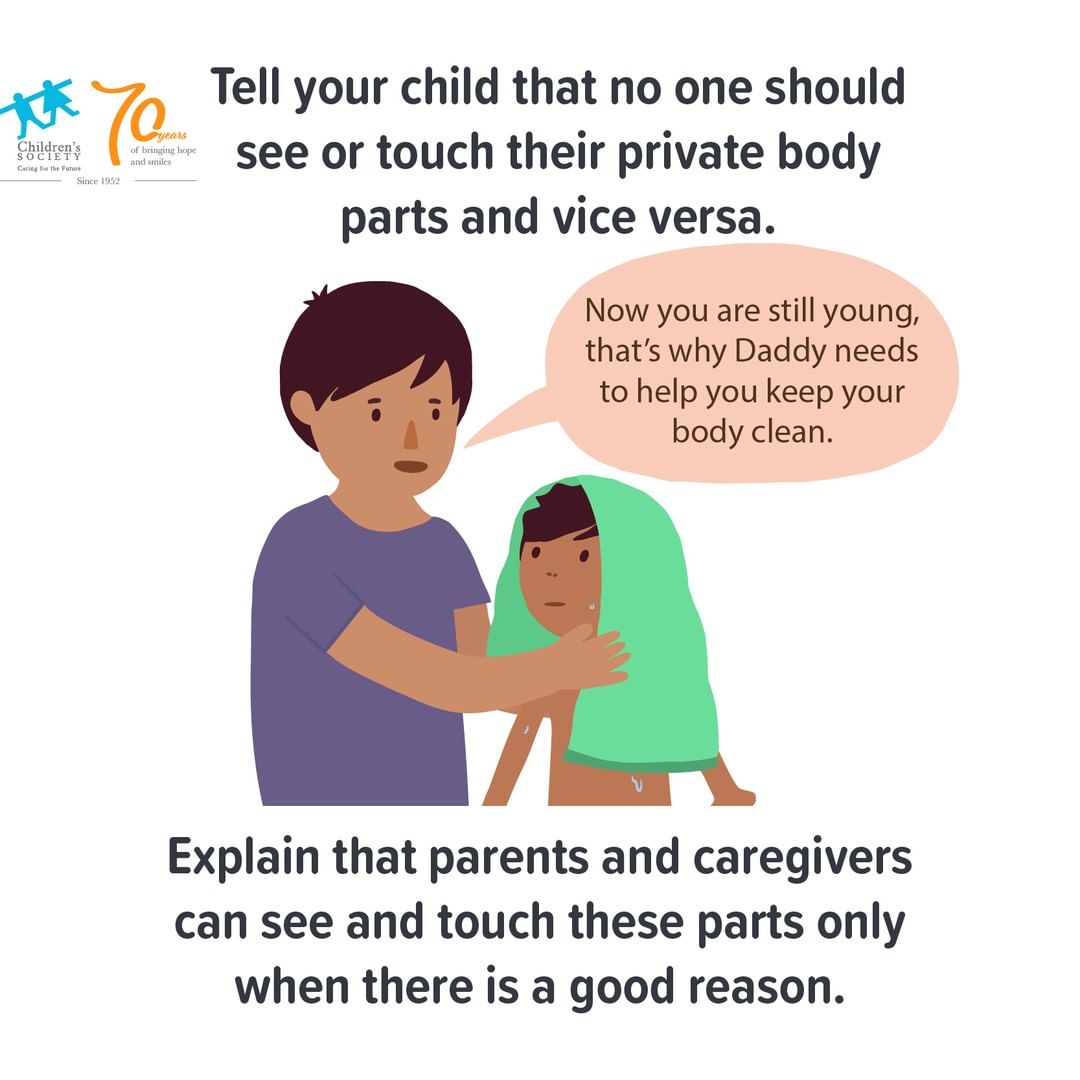 Children's
SOCIETY
Caring for the Future
70 years
of bringing hope
and smiles
Since 1952
Tell your child that no one should
see or touch their private body
parts and vice versa.
Now you are still young,
that's why Daddy needs
to help you keep your
body clean.
Explain that parents and caregivers
can see and touch these parts only
when there is a good reason.